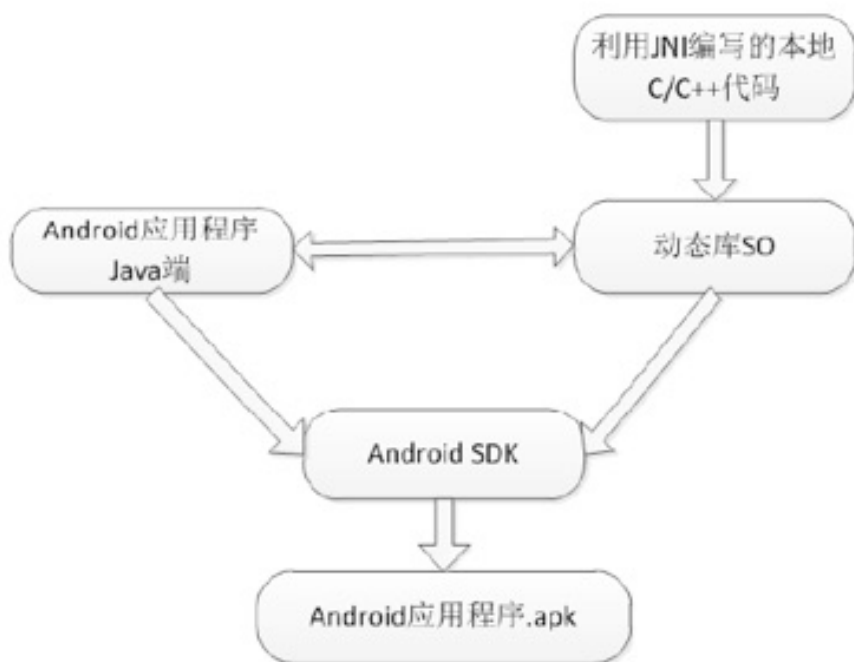 利用JNI编写的本地
C/C++代码
Android应用程序
Java端
动态库SO
Android SDK
Android应用程序.apk